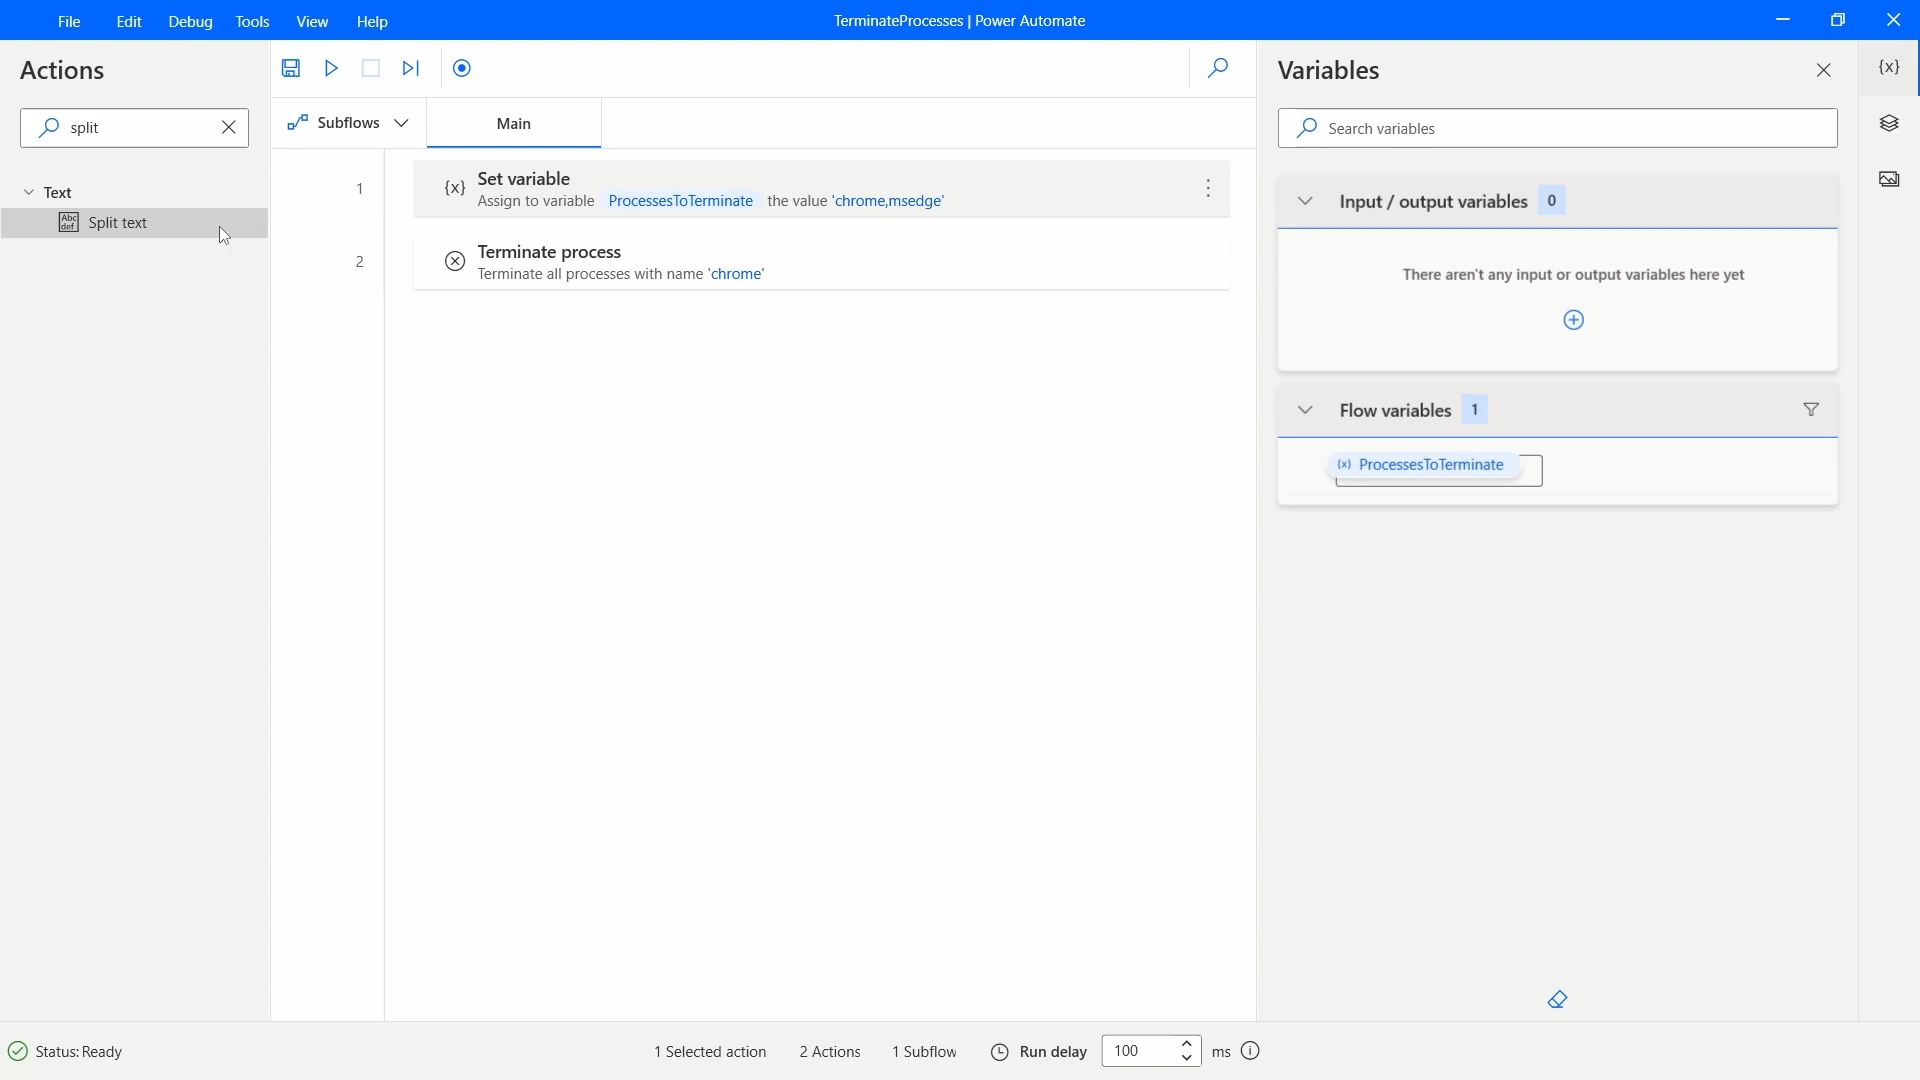 File Edit Debug Tools View Help
TerminateProcesses | Power Automate
Actions
split
Text
Abc def Split text
Subflows
Main
1
{x} Set variable
Assign to variable ProcessesToTerminate the value 'chrome,msedge'
2
Terminate process
Terminate all processes with name 'chrome'
Variables
{x}
Search variables
Input / output variables 0
There aren't any input or output variables here yet
Flow variables 1
(x) ProcessesToTerminate
Status: Ready
1 Selected action
2 Actions
1 Subflow
Run delay 100 ms